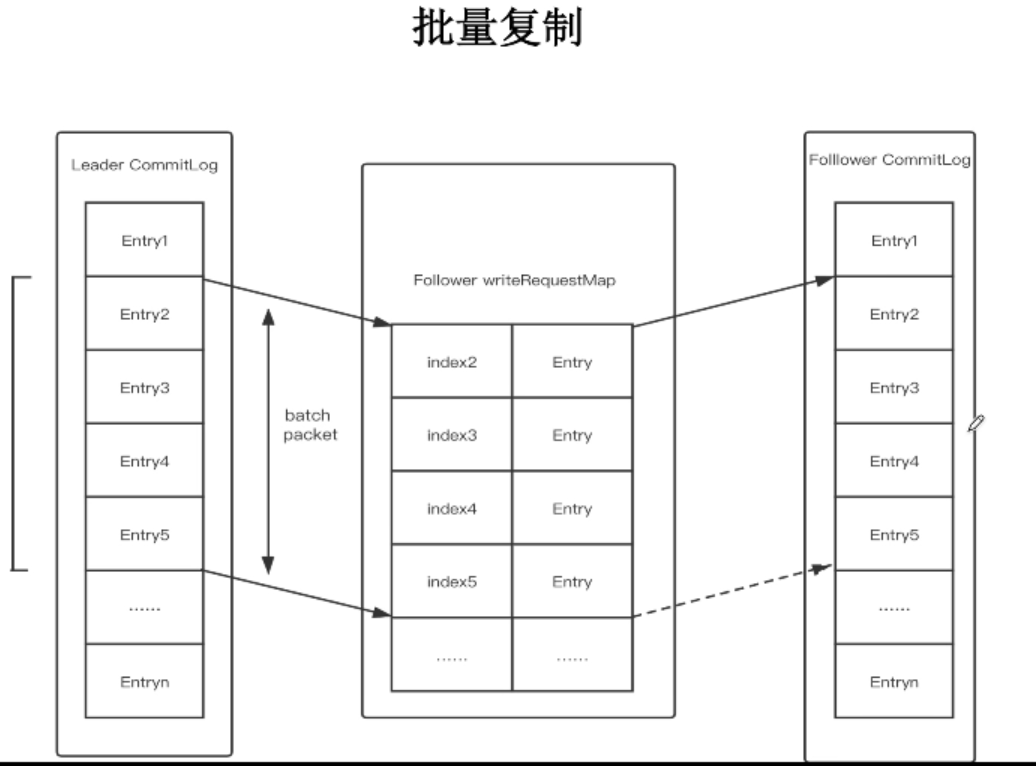 批量复制
Leader CommitLog
Entry1
Entry2
Entry3
Entry4
Entry5
......
Entryn
batch
packet
Follower writeRequestMap
index2 Entry
index3 Entry
index4 Entry
index5 Entry
...... ......
Folllower CommitLog
Entry1
Entry2
Entry3
Entry4
Entry5
......
Entryn